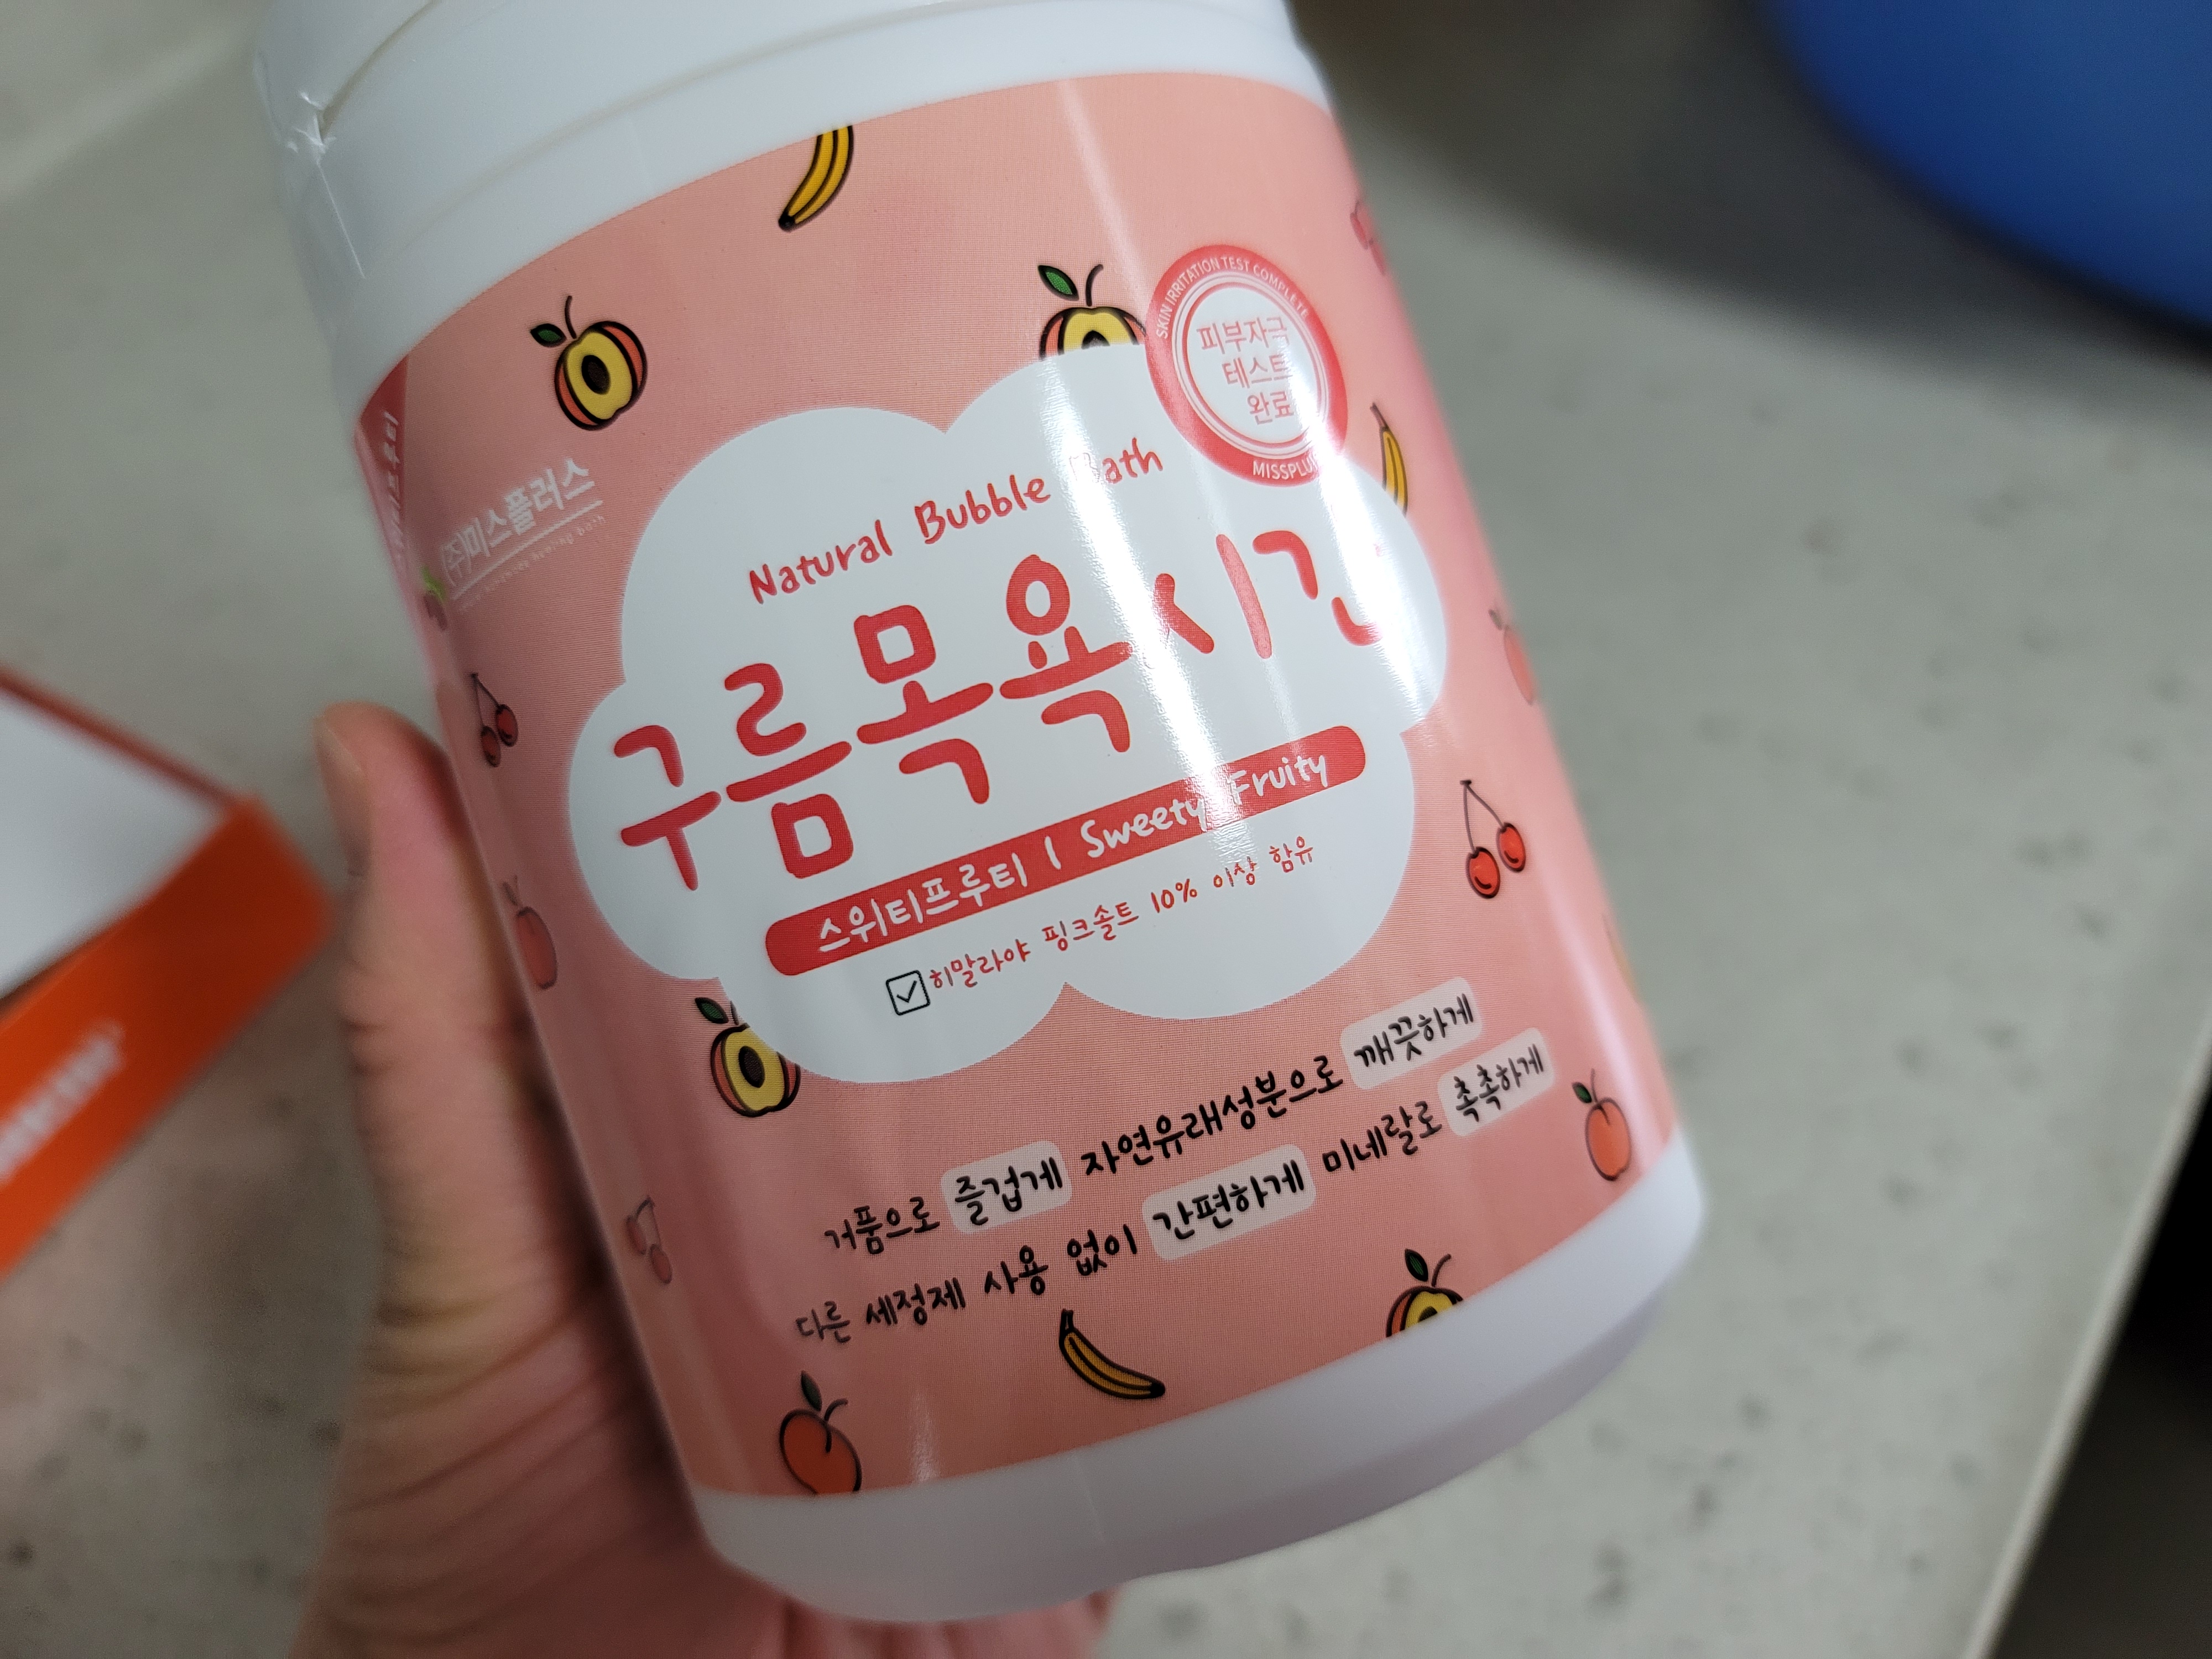 SKIN IRRITATION TEST COMPLETE
피부자극
테스트
완료
(주)미스플러스
Natural Bubble Bath
구름목욕시간
스위티프루티 | Sweety Fruity
히말라야 핑크솔트 10% 이상 함유
거품으로 즐겁게 자연유래성분으로 깨끗하게
다른 세정제 사용 없이 간편하게 미네랄로 촉촉하게